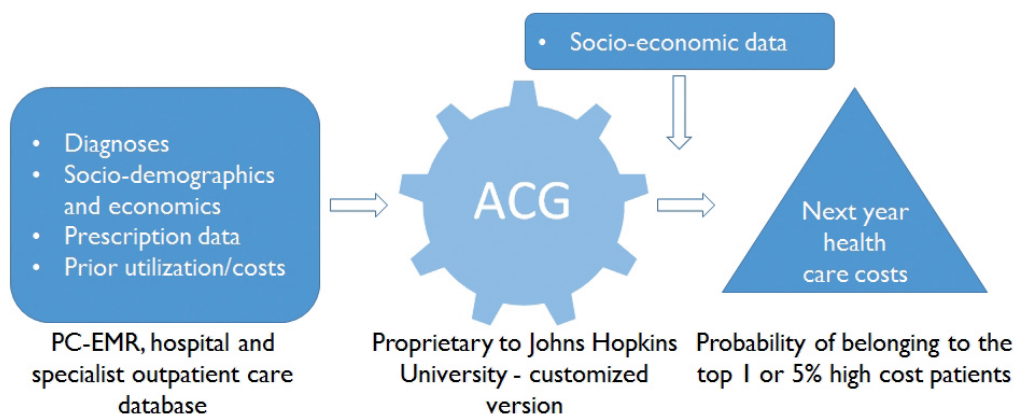 • Socio-economic data
• Diagnoses
• Socio-demographics
and economics
• Prescription data
• Prior utilization/costs
ACG
Next year
health
care costs
PC-EMR, hospital and
specialist outpatient care
database
Proprietary to Johns Hopkins
University - customized
version
Probability of belonging to the
top 1 or 5% high cost patients